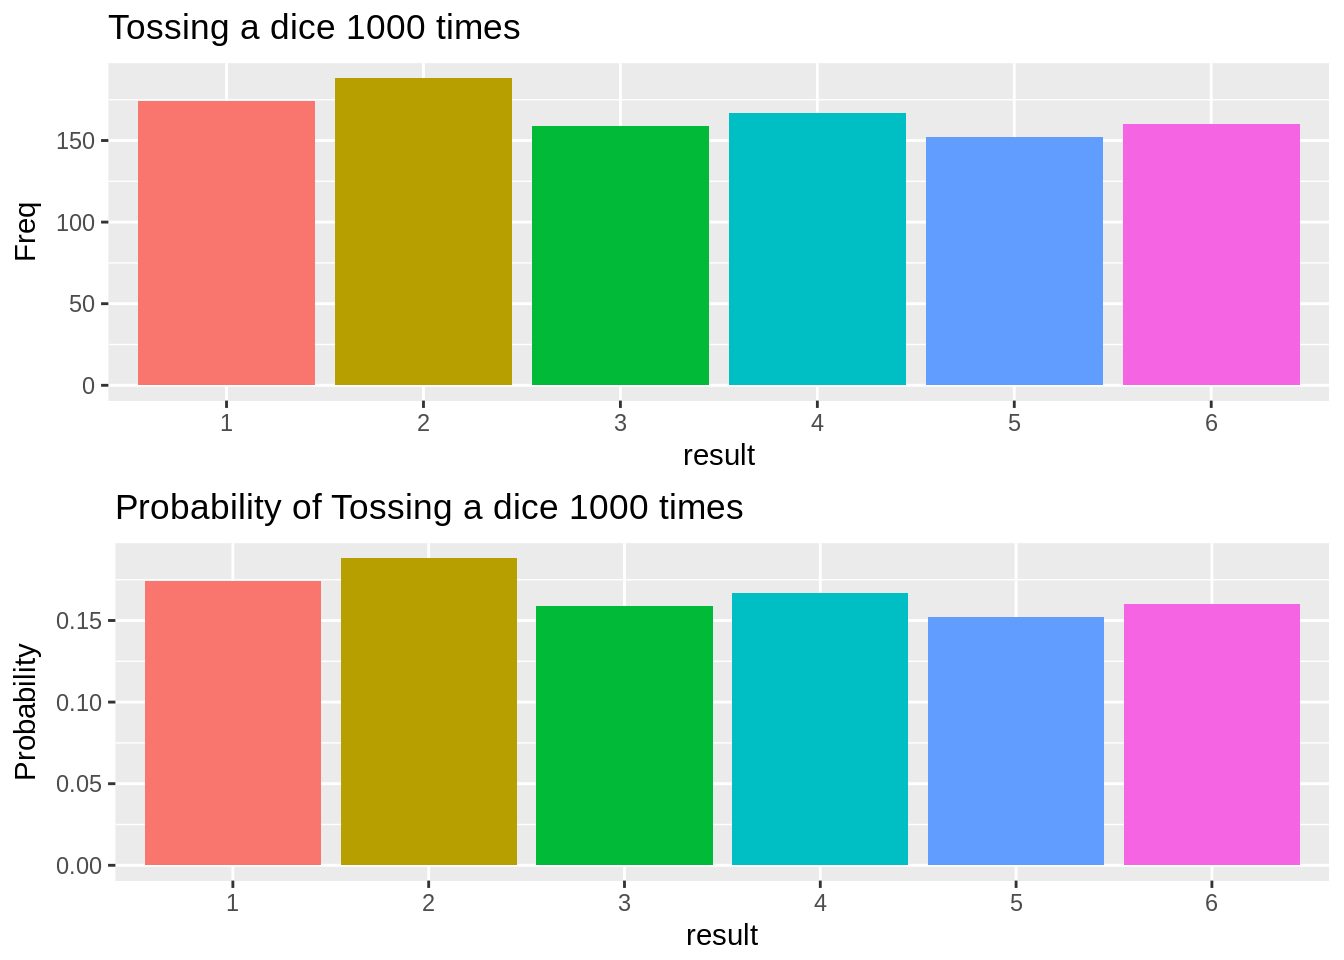 Tossing a dice 1000 times
150
100
50
0
Freq
1 2 3 4 5 6
result
Probability of Tossing a dice 1000 times
0.15
0.10
0.05
0.00
Probability
1 2 3 4 5 6
result